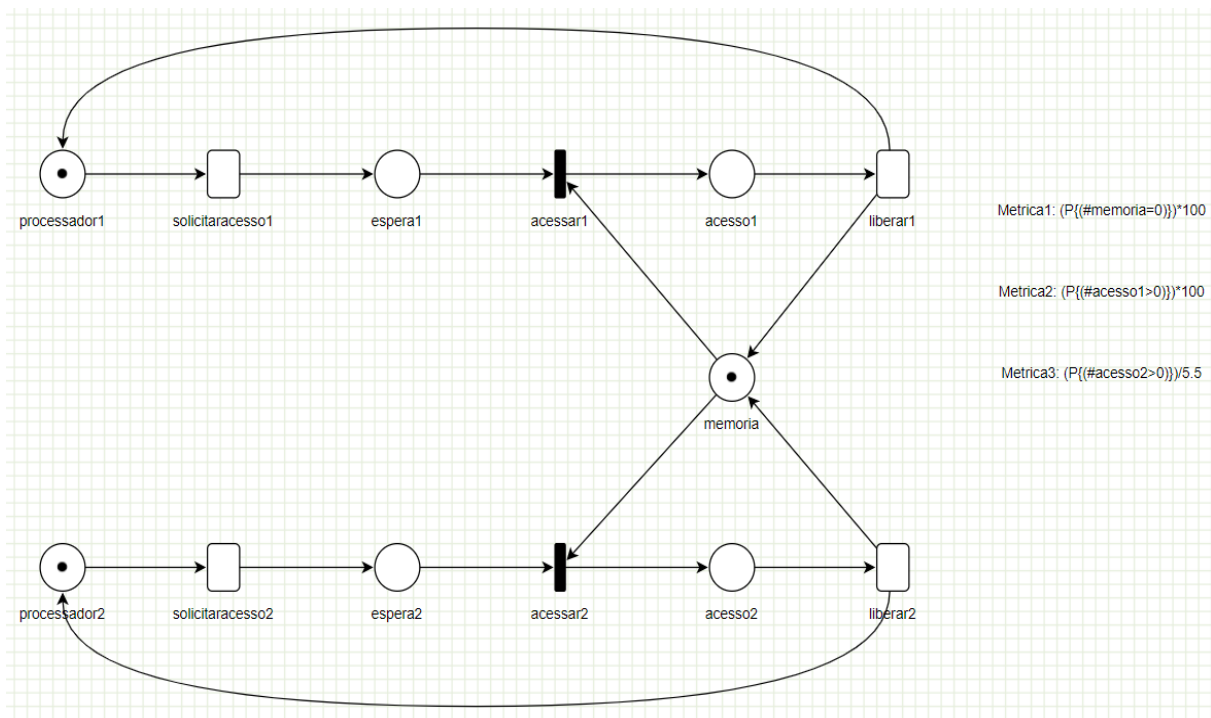 processador1
solicitaracesso1
espera1
acessar1
acesso1
liberar1
Metrica1: (P{(#memoria=0)})*100
Metrica2: (P{(#acesso1>0)})*100
Metrica3: (P{(#acesso2>0)})/5.5
memoria
processador2
solicitaracesso2
espera2
acessar2
acesso2
liberar2